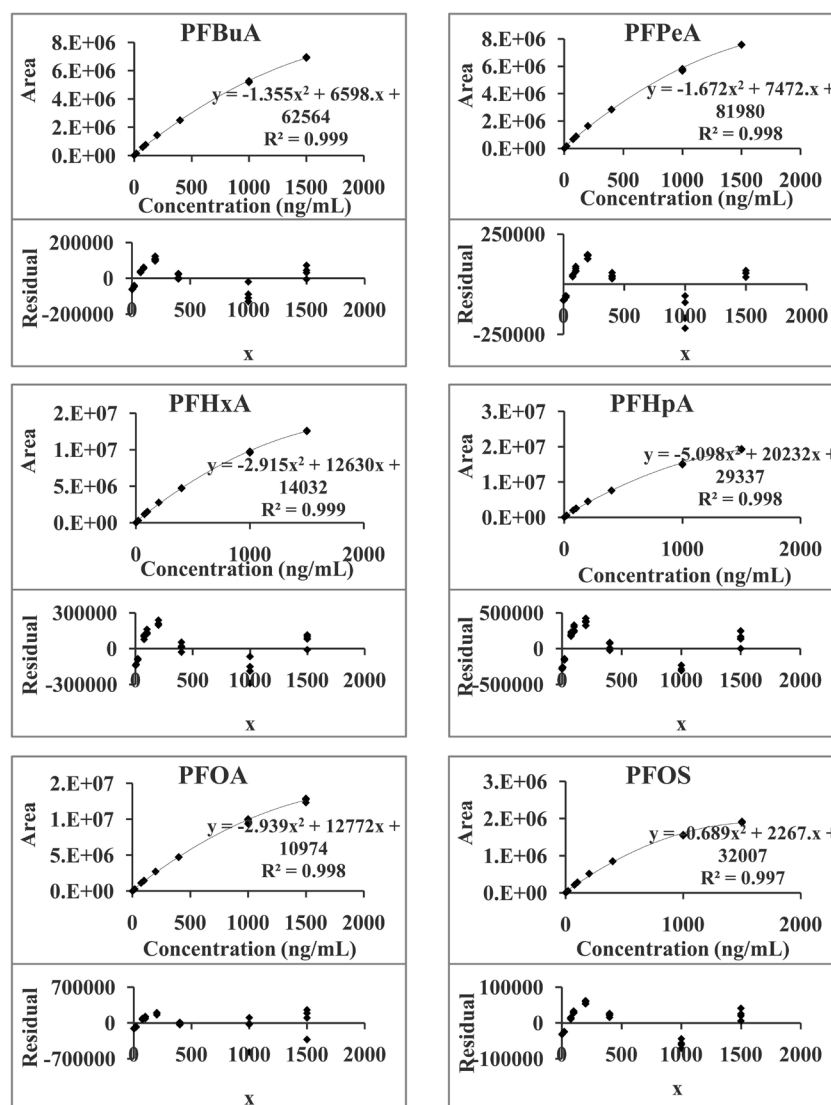 PFBuA
8.E+06
6.E+06
4.E+06
2.E+06
0.E+00
Area
y = -1.355x² + 6598.x +
62564
R² = 0.999
0 500 1000 1500 2000
Concentration (ng/mL)
200000
0
-200000
Residual
0 500 1000 1500 2000
x
PFPeA
8.E+06
6.E+06
4.E+06
2.E+06
0.E+00
Area
y = -1.672x² + 7472.x +
81980
R² = 0.998
0 500 1000 1500 2000
Concentration (ng/mL)
250000
-250000
Residual
0 500 1000 1500 2000
x
PFHxA
2.E+07
1.E+07
5.E+06
0.E+00
Area
y = -2.915x² + 12630x +
14032
R² = 0.999
0 500 1000 1500 2000
Concentration (ng/mL)
300000
0
-300000
Residual
0 500 1000 1500 2000
x
PFHpA
3.E+07
2.E+07
1.E+07
0.E+00
Area
y = -5.098x² + 20232x +
29337
R² = 0.998
0 1000 2000
Concentration (ng/mL)
500000
0
-500000
Residual
0 500 1000 1500 2000
x
PFOA
2.E+07
1.E+07
5.E+06
0.E+00
Area
y = -2.939x² + 12772x +
10974
R² = 0.998
0 500 1000 1500 2000
Concentration (ng/mL)
700000
0
-700000
Residual
0 500 1000 1500 2000
x
PFOS
3.E+06
2.E+06
1.E+06
0.E+00
Area
y = -0.689x² + 2267.x +
32007
R² = 0.997
0 1000 2000
Concentration (ng/mL)
100000
0
-100000
Residual
0 500 1000 1500 2000
x